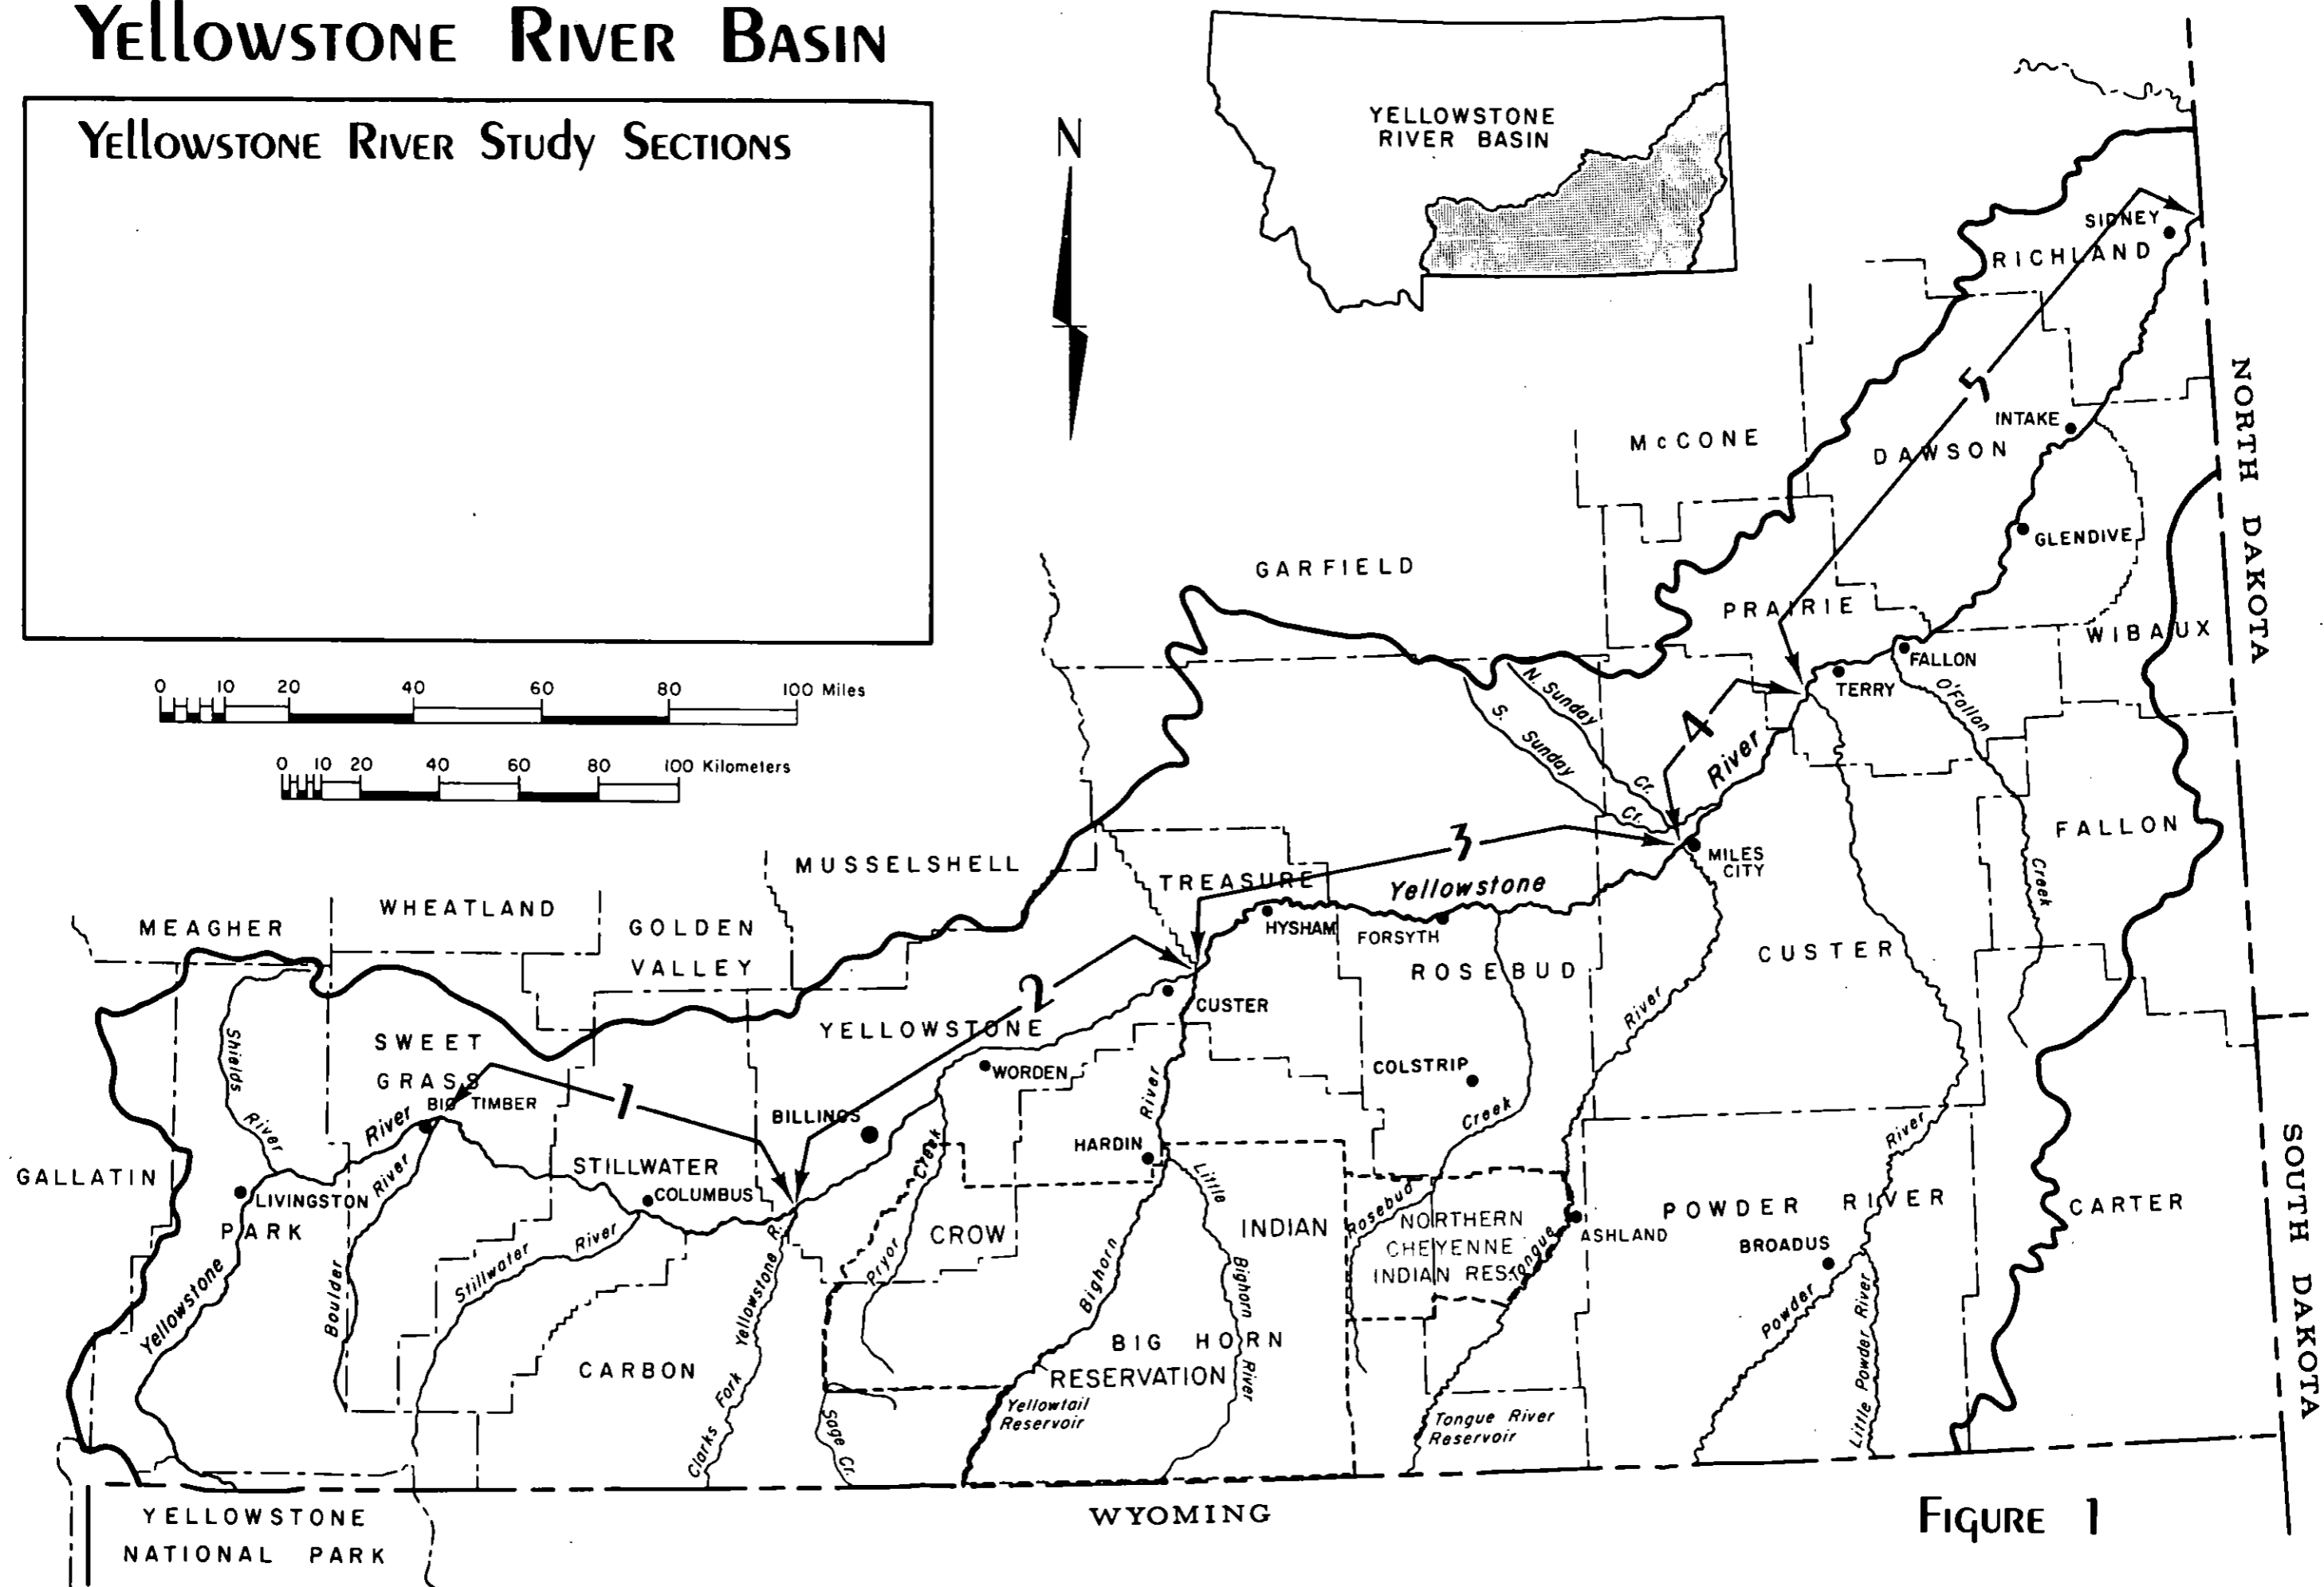 YELLOWSTONE RIVER BASIN
YELLOWSTONE RIVER STUDY SECTIONS
N
YELLOWSTONE
RIVER BASIN
0 10 20 40 60 80 100 Miles
0 10 20 40 60 80 100 Kilometers
SIDNEY
RICHLAND
5
INTAKE
McCONE
DAWSON
NORTH DAKOTA
GLENDIVE
GARFIELD
PRAIRIE
WIBAUX
FALLON
TERRY
O'Fallon
Creek
N. Sunday
Cr.
S. Sunday
Cr.
4
River
FALLON
3
MILES
CITY
MUSSELSHELL
TREASURE
Yellowstone
HYSHAM
FORSYTH
CUSTER
ROSEBUD
MEAGHER
WHEATLAND
GOLDEN
VALLEY
2
CUSTER
YELLOWSTONE
River
SWEET
GRASS
Shields
River
BIG TIMBER
1
BILLINGS
WORDEN
COLSTRIP
River
Creek
HARDIN
River
GALLATIN
River
River
STILLWATER
COLUMBUS
LIVINGSTON
PARK
Creek
Pryor
CROW
INDIAN
Little
Bighorn
River
Rosebud
NORTHERN
CHEYENNE
INDIAN RES.
Tongue
ASHLAND
POWDER RIVER
BROADUS
CARTER
SOUTH DAKOTA
Yellowstone
Boulder
Stillwater River
Clarks Fork Yellowstone R.
Bighorn
Powder
Little Powder River
BIG HORN
RESERVATION
CARBON
Sage Cr.
Yellowtail
Reservoir
Tongue River
Reservoir
YELLOWSTONE
NATIONAL PARK
WYOMING
FIGURE 1